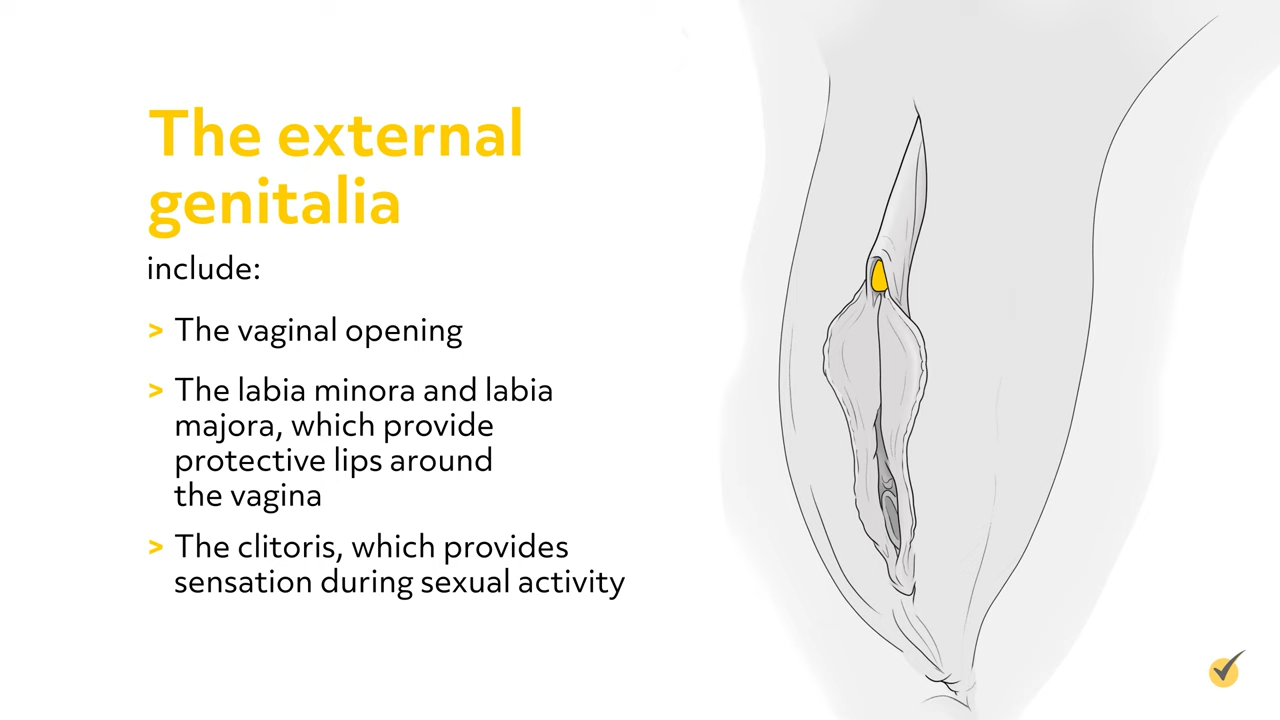 The external
genitalia
include:
> The vaginal opening
> The labia minora and labia
majora, which provide
protective lips around
the vagina
> The clitoris, which provides
sensation during sexual activity